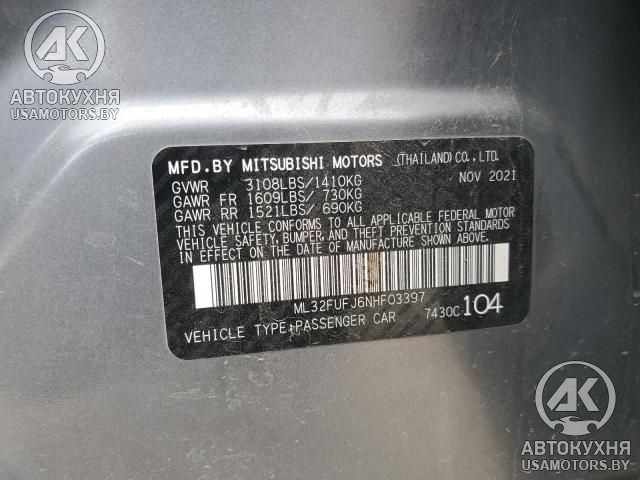 AK
АВТОКУХНЯ
USAMOTORS.BY
MFD.BY MITSUBISHI MOTORS (THAILAND)CO.,LTD.
GVWR 3108LBS/1410KG NOV 2021
GAWR FR 1609LBS/ 730KG
GAWR RR 1521LBS/ 690KG
THIS VEHICLE CONFORMS TO ALL APPLICABLE FEDERAL MOTOR
VEHICLE SAFETY, BUMPER, AND THEFT PREVENTION STANDARDS
IN EFFECT ON THE DATE OF MANUFACTURE SHOWN ABOVE.
ML32FUFJ6NHF03397
VEHICLE TYPE:PASSENGER CAR 7430C 104
AK
АВТОКУХНЯ
USAMOTORS.BY